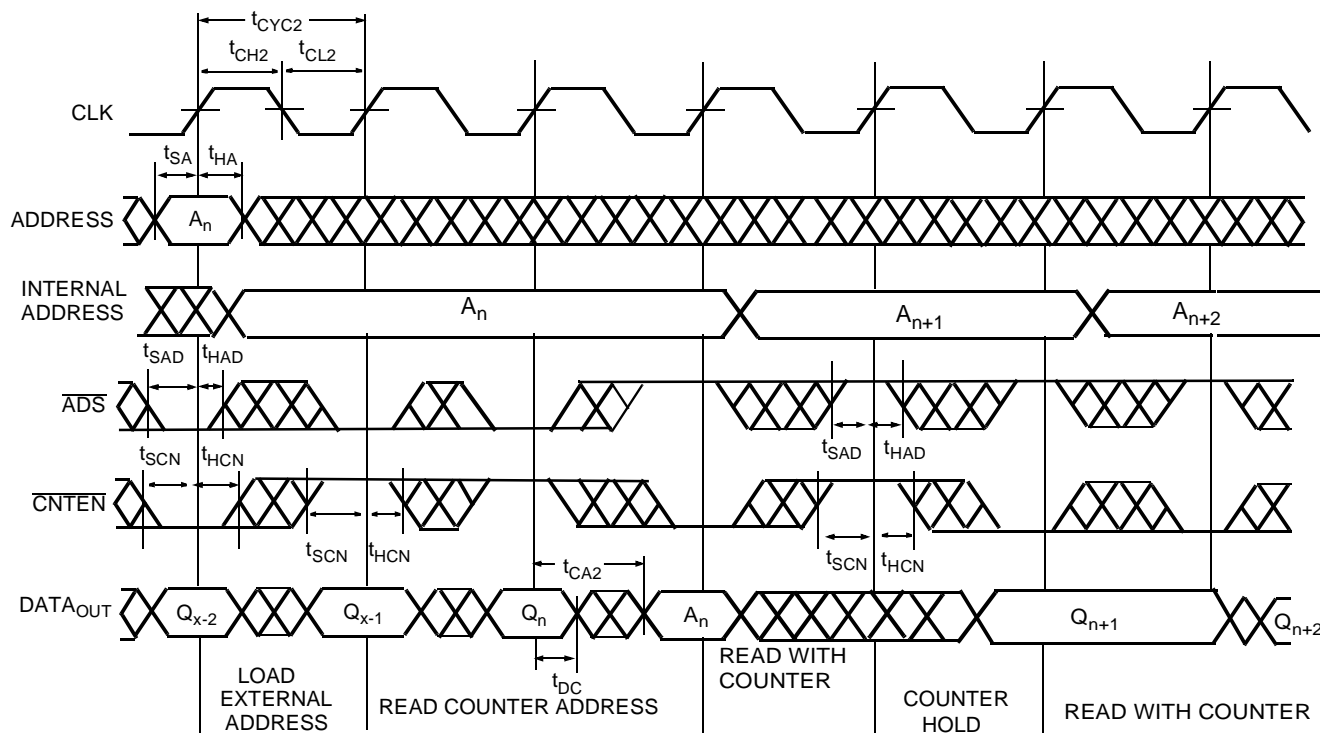 tCYC2
tCH2
tCL2
CLK
tSA
tHA
ADDRESS
An
INTERNAL
ADDRESS
An
An+1
An+2
tSAD
tHAD
ADS
tSAD
tHAD
tSCN
tHCN
CNTEN
tSCN
tHCN
tSCN
tHCN
tCA2
DATAOUT
Qx-2
Qx-1
Qn
An
Qn+1
Qn+2
tDC
LOAD
EXTERNAL
ADDRESS
READ COUNTER ADDRESS
READ WITH
COUNTER
COUNTER
HOLD
READ WITH COUNTER